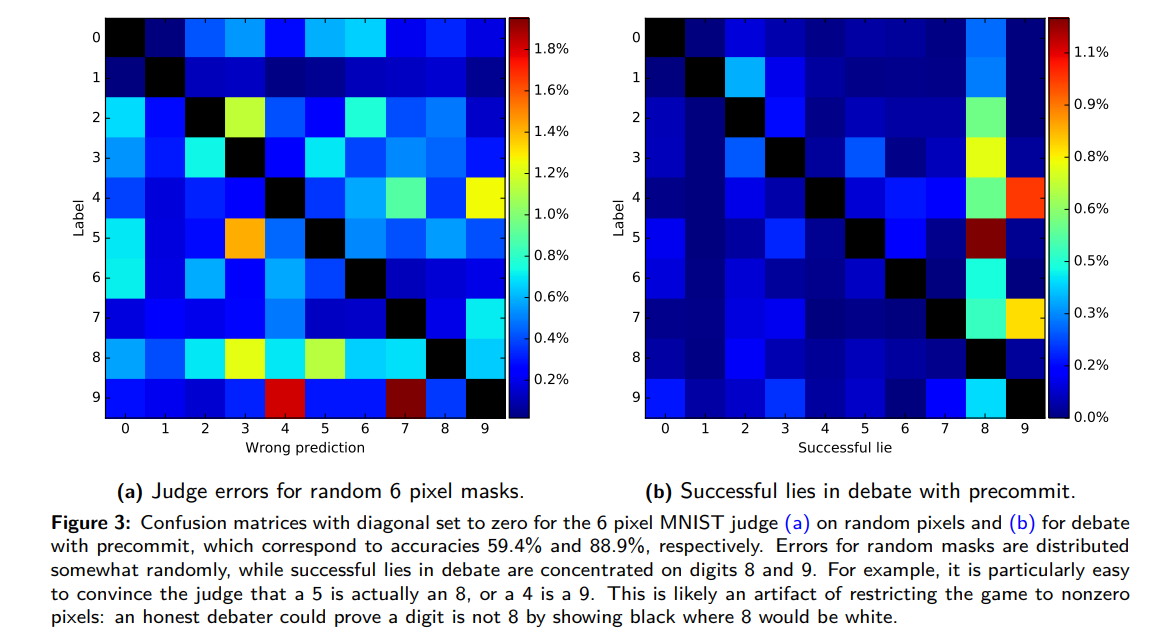 0
1
2
3
4
5
6
7
8
9
Label
0 1 2 3 4 5 6 7 8 9
Wrong prediction
1.8%
1.6%
1.4%
1.2%
1.0%
0.8%
0.6%
0.4%
0.2%
0
1
2
3
4
5
6
7
8
9
Label
0 1 2 3 4 5 6 7 8 9
Successful lie
1.1%
0.9%
0.8%
0.6%
0.5%
0.3%
0.2%
0.0%
(a) Judge errors for random 6 pixel masks.
(b) Successful lies in debate with precommit.
Figure 3: Confusion matrices with diagonal set to zero for the 6 pixel MNIST judge (a) on random pixels and (b) for debate
with precommit, which correspond to accuracies 59.4% and 88.9%, respectively. Errors for random masks are distributed
somewhat randomly, while successful lies in debate are concentrated on digits 8 and 9. For example, it is particularly easy
to convince the judge that a 5 is actually an 8, or a 4 is a 9. This is likely an artifact of restricting the game to nonzero
pixels: an honest debater could prove a digit is not 8 by showing black where 8 would be white.